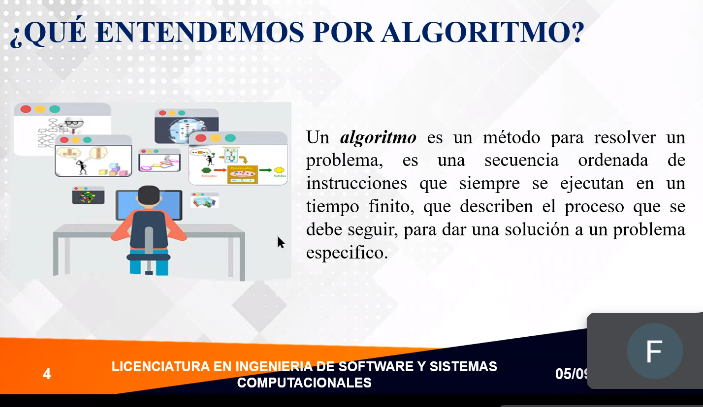 ¿QUÉ ENTENDEMOS POR ALGORITMO?
Un algoritmo es un método para resolver un
problema, es una secuencia ordenada de
instrucciones que siempre se ejecutan en un
tiempo finito, que describen el proceso que se
debe seguir, para dar una solución a un problema
especifico.
4
LICENCIATURA EN INGENIERIA DE SOFTWARE Y SISTEMAS
COMPUTACIONALES
05/09
F